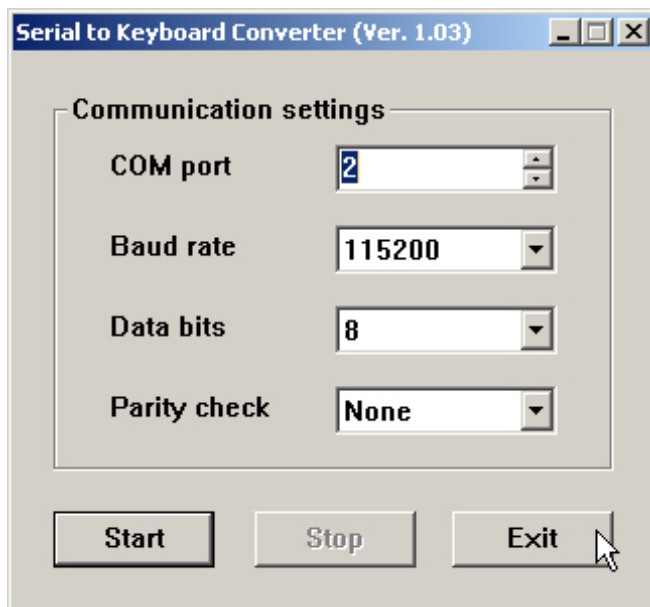 Serial to Keyboard Converter (Ver. 1.03)
Communication settings
COM port 2
Baud rate 115200
Data bits 8
Parity check None
Start Stop Exit